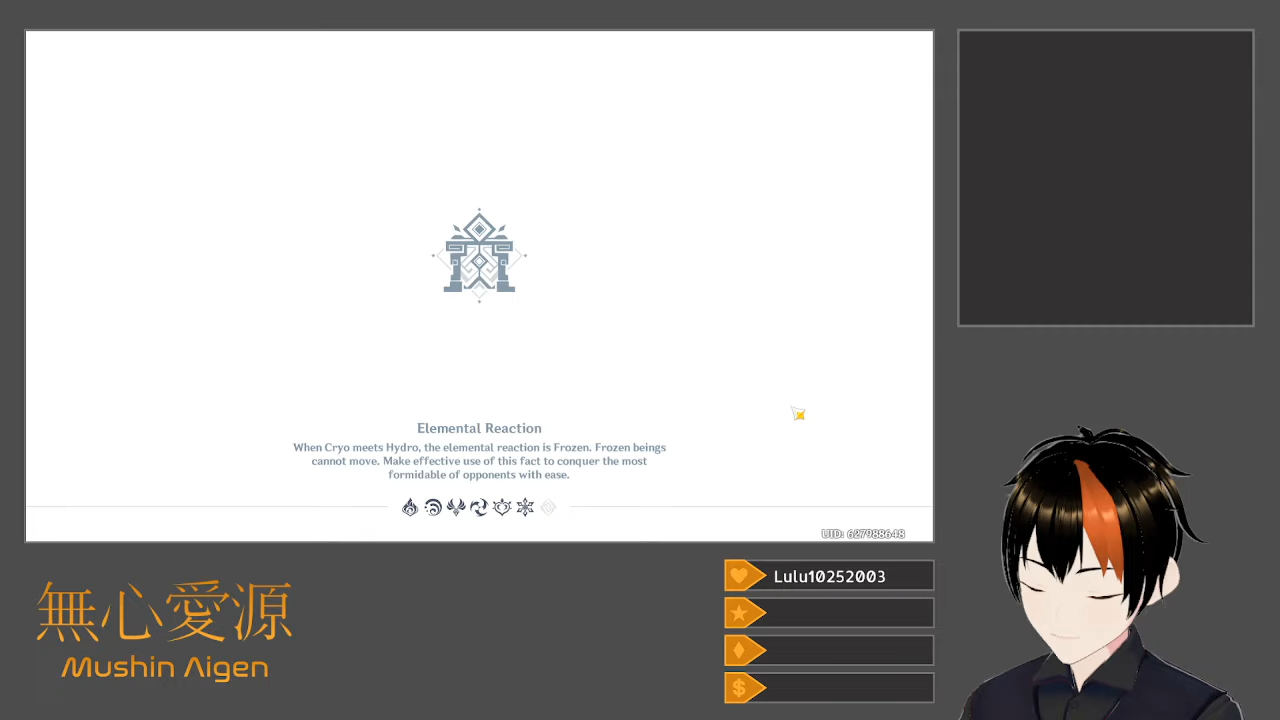 Elemental Reaction
When Cryo meets Hydro, the elemental reaction is Frozen. Frozen beings
cannot move. Make effective use of this fact to conquer the most
formidable of opponents with ease.
UID: 627988648
無心愛源
Mushin Aigen
Lulu10252003
$